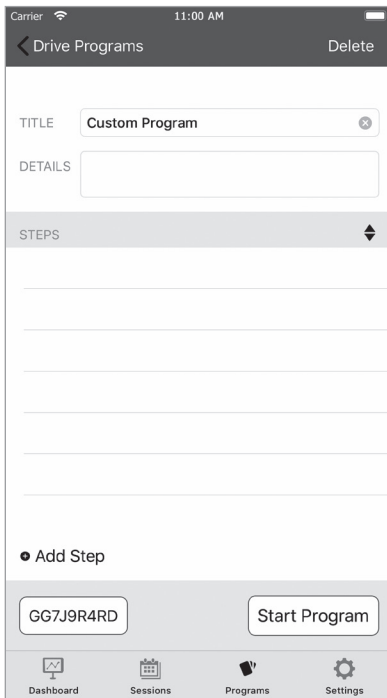 Carrier 11:00 AM
Drive Programs Delete
TITLE Custom Program
DETAILS
STEPS
Add Step
GG7J9R4RD Start Program
Dashboard Sessions Programs Settings